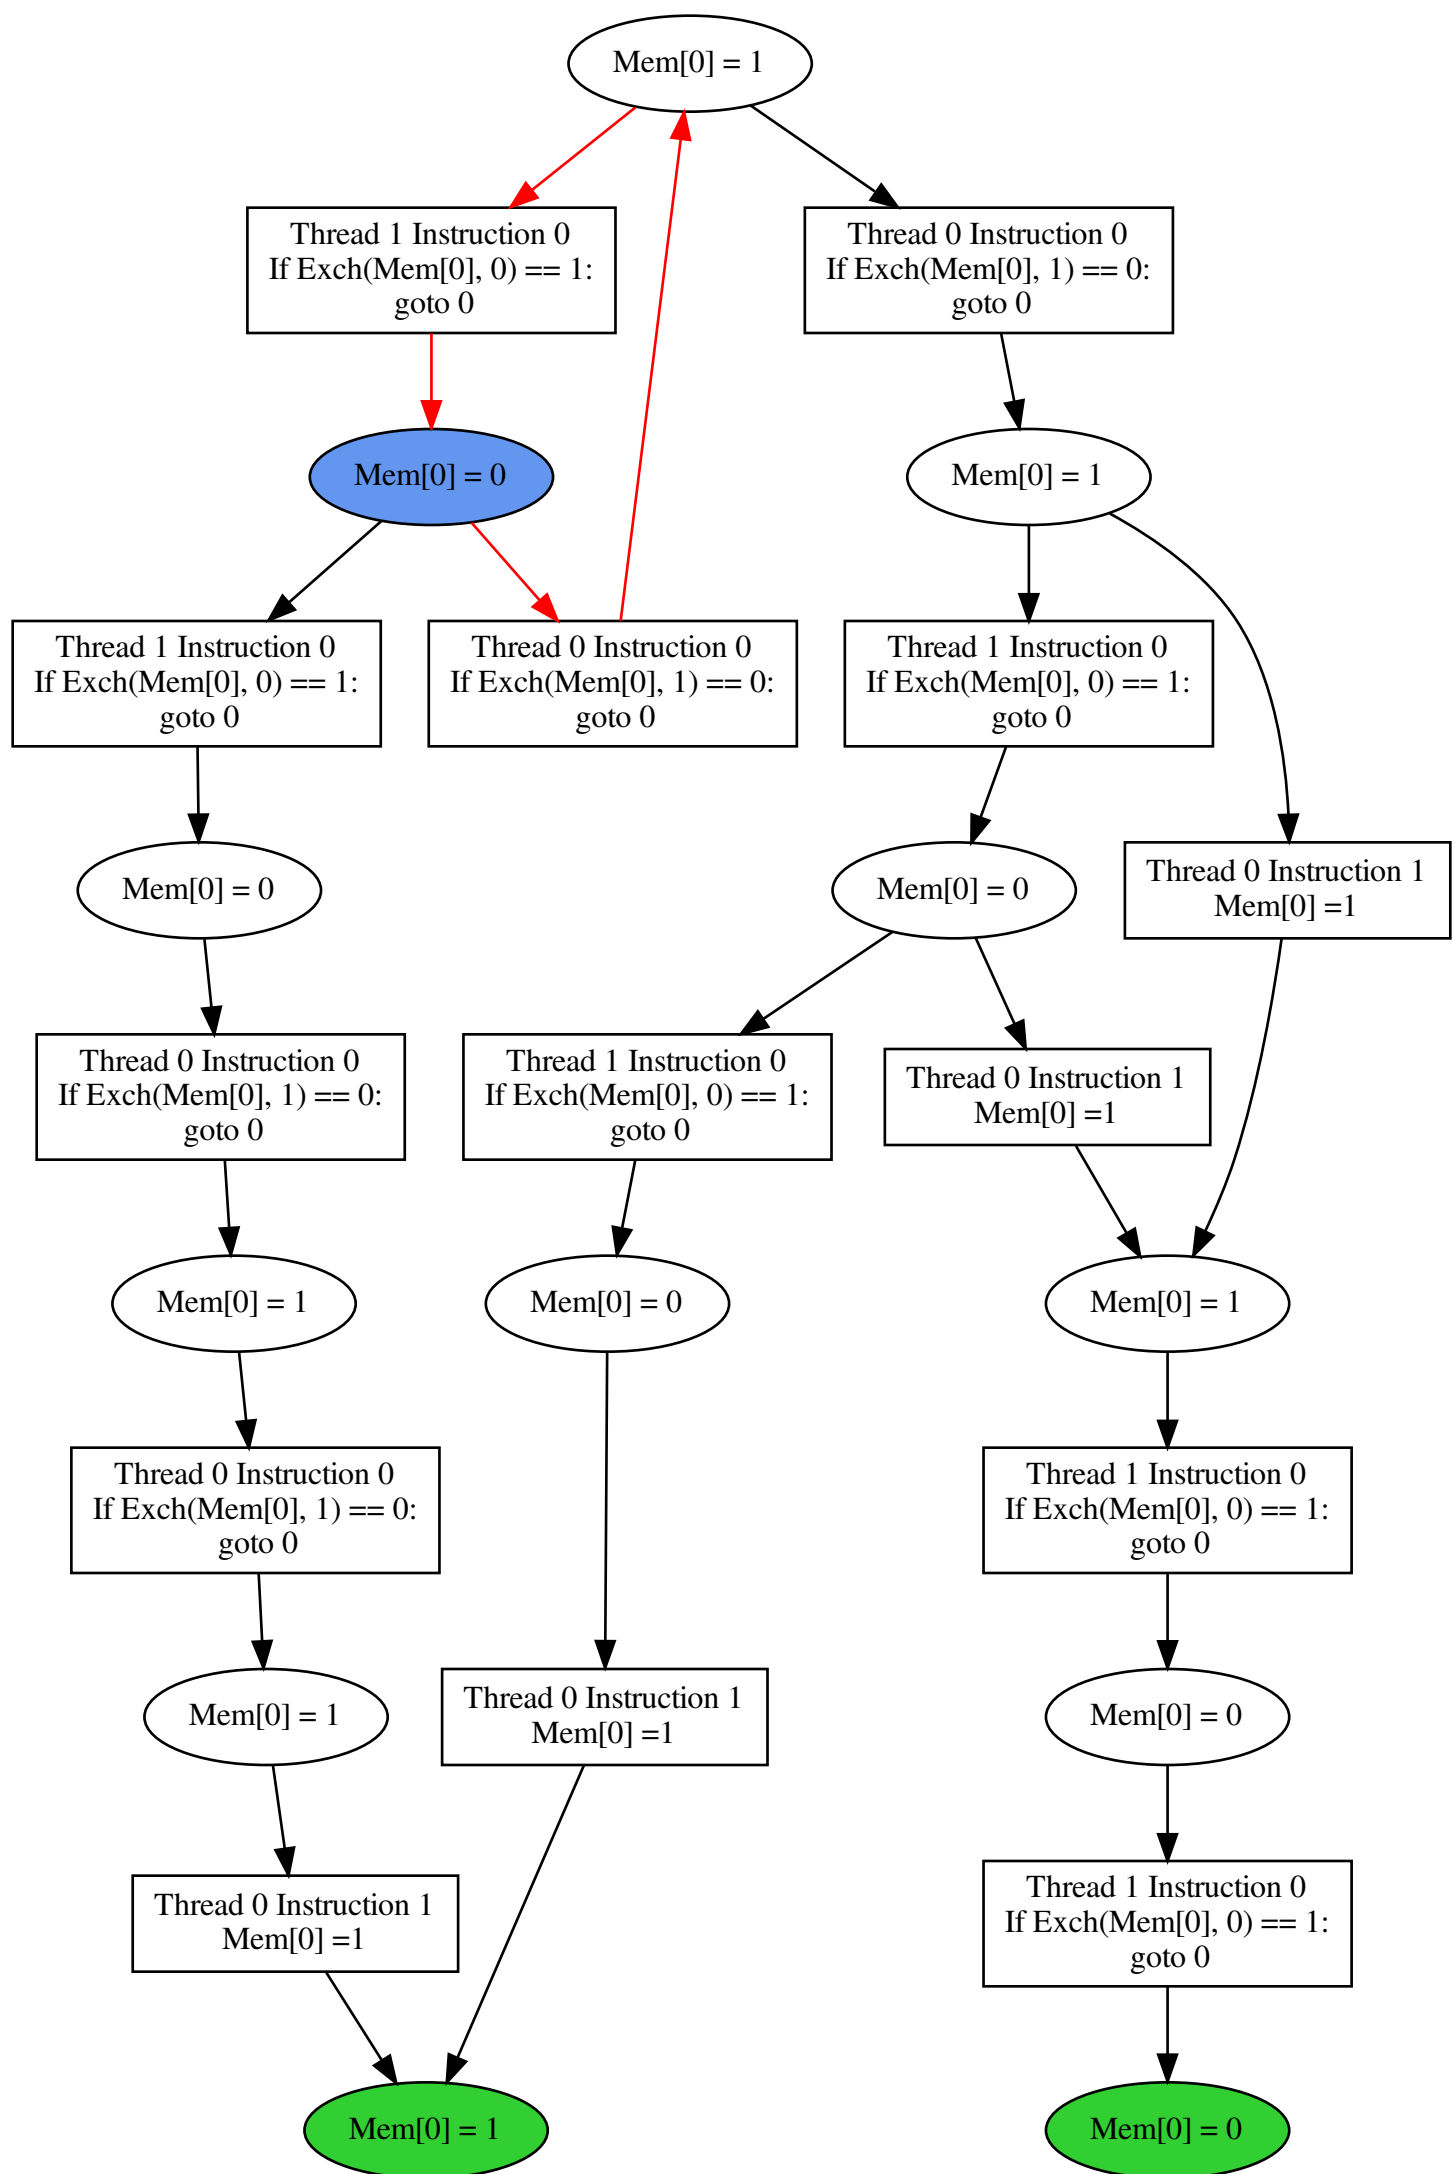 Mem[0] = 1
Thread 1 Instruction 0
If Exch(Mem[0], 0) == 1:
goto 0
Thread 0 Instruction 0
If Exch(Mem[0], 1) == 0:
goto 0
Mem[0] = 0
Mem[0] = 1
Thread 1 Instruction 0
If Exch(Mem[0], 0) == 1:
goto 0
Thread 0 Instruction 0
If Exch(Mem[0], 1) == 0:
goto 0
Thread 1 Instruction 0
If Exch(Mem[0], 0) == 1:
goto 0
Mem[0] = 0
Mem[0] = 0
Thread 0 Instruction 1
Mem[0] =1
Thread 0 Instruction 0
If Exch(Mem[0], 1) == 0:
goto 0
Thread 1 Instruction 0
If Exch(Mem[0], 0) == 1:
goto 0
Thread 0 Instruction 1
Mem[0] =1
Mem[0] = 1
Mem[0] = 0
Mem[0] = 1
Thread 0 Instruction 0
If Exch(Mem[0], 1) == 0:
goto 0
Thread 1 Instruction 0
If Exch(Mem[0], 0) == 1:
goto 0
Mem[0] = 1
Thread 0 Instruction 1
Mem[0] =1
Mem[0] = 0
Thread 0 Instruction 1
Mem[0] =1
Thread 1 Instruction 0
If Exch(Mem[0], 0) == 1:
goto 0
Mem[0] = 1
Mem[0] = 0